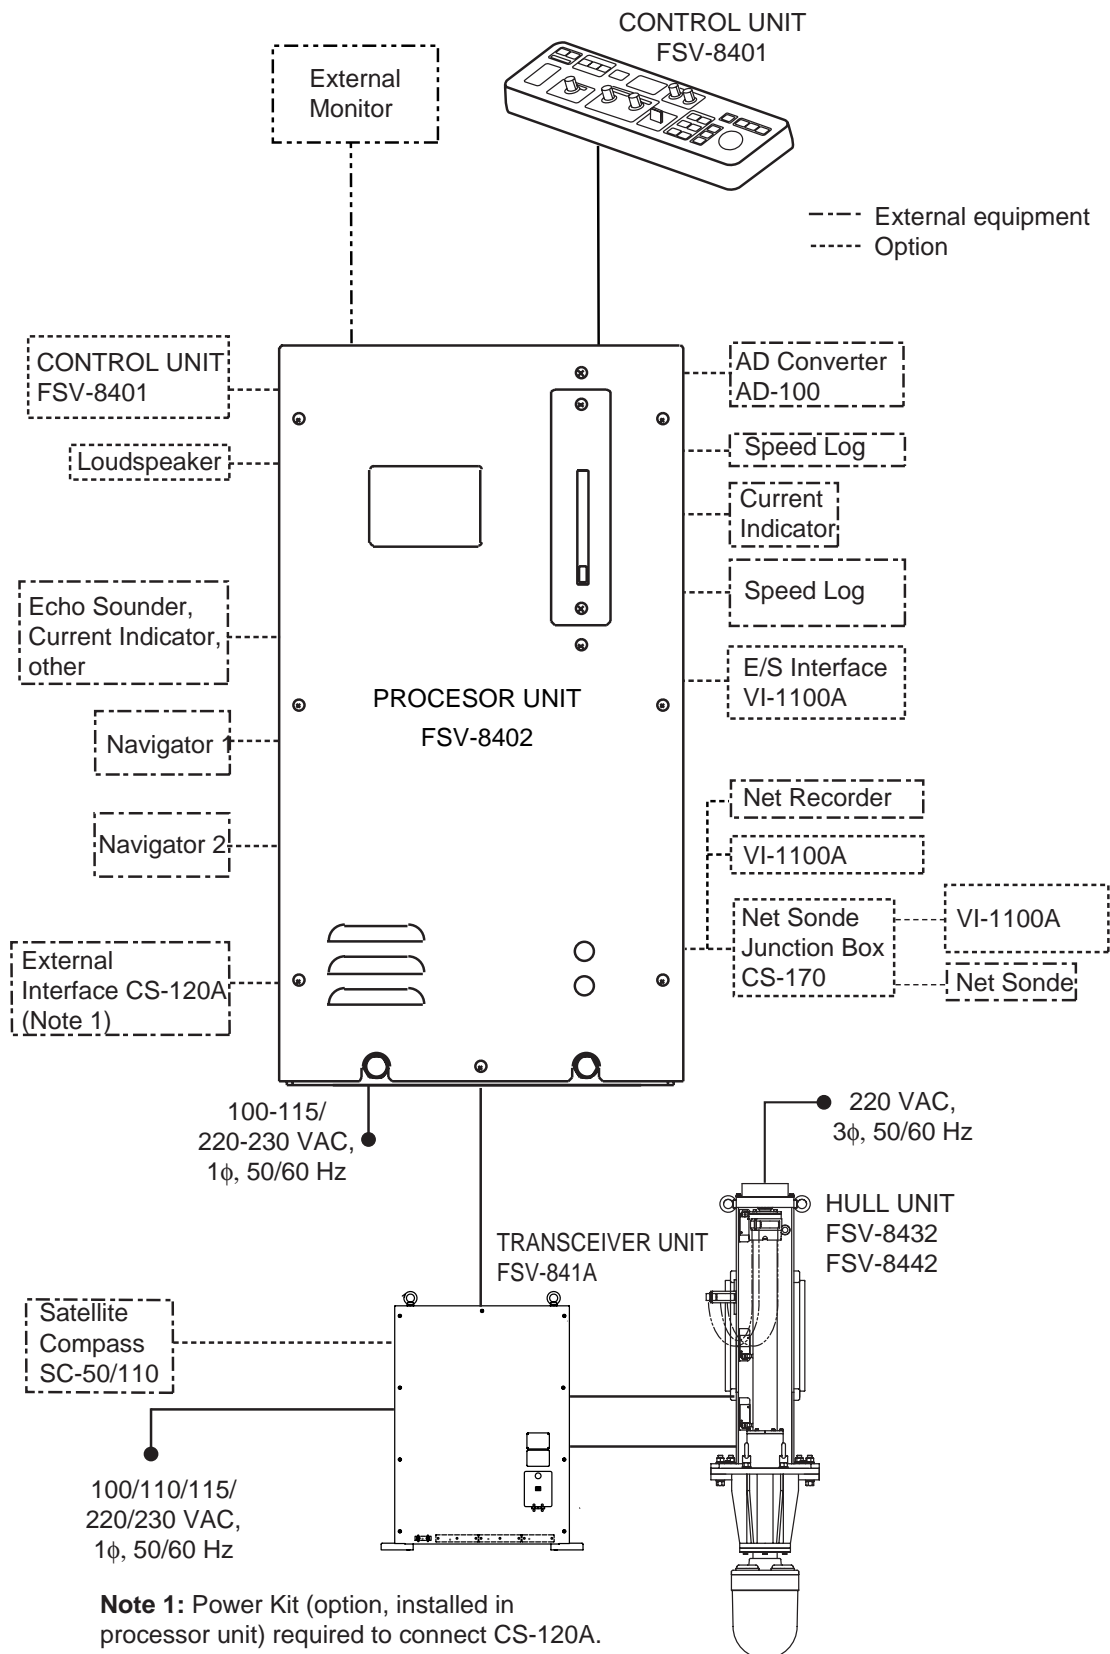 CONTROL UNIT
FSV-8401
External
Monitor
External equipment
Option
CONTROL UNIT
FSV-8401
Loudspeaker
Echo Sounder,
Current Indicator,
other
Navigator 1
Navigator 2
External
Interface CS-120A
(Note 1)
PROCESOR UNIT
FSV-8402
AD Converter
AD-100
Speed Log
Current
Indicator
Speed Log
E/S Interface
VI-1100A
Net Recorder
VI-1100A
Net Sonde
Junction Box
CS-170
VI-1100A
Net Sonde
100-115/
220-230 VAC,
1ϕ, 50/60 Hz
220 VAC,
3ϕ, 50/60 Hz
HULL UNIT
FSV-8432
FSV-8442
TRANSCEIVER UNIT
FSV-841A
Satellite
Compass
SC-50/110
100/110/115/
220/230 VAC,
1ϕ, 50/60 Hz
Note 1: Power Kit (option, installed in
processor unit) required to connect CS-120A.